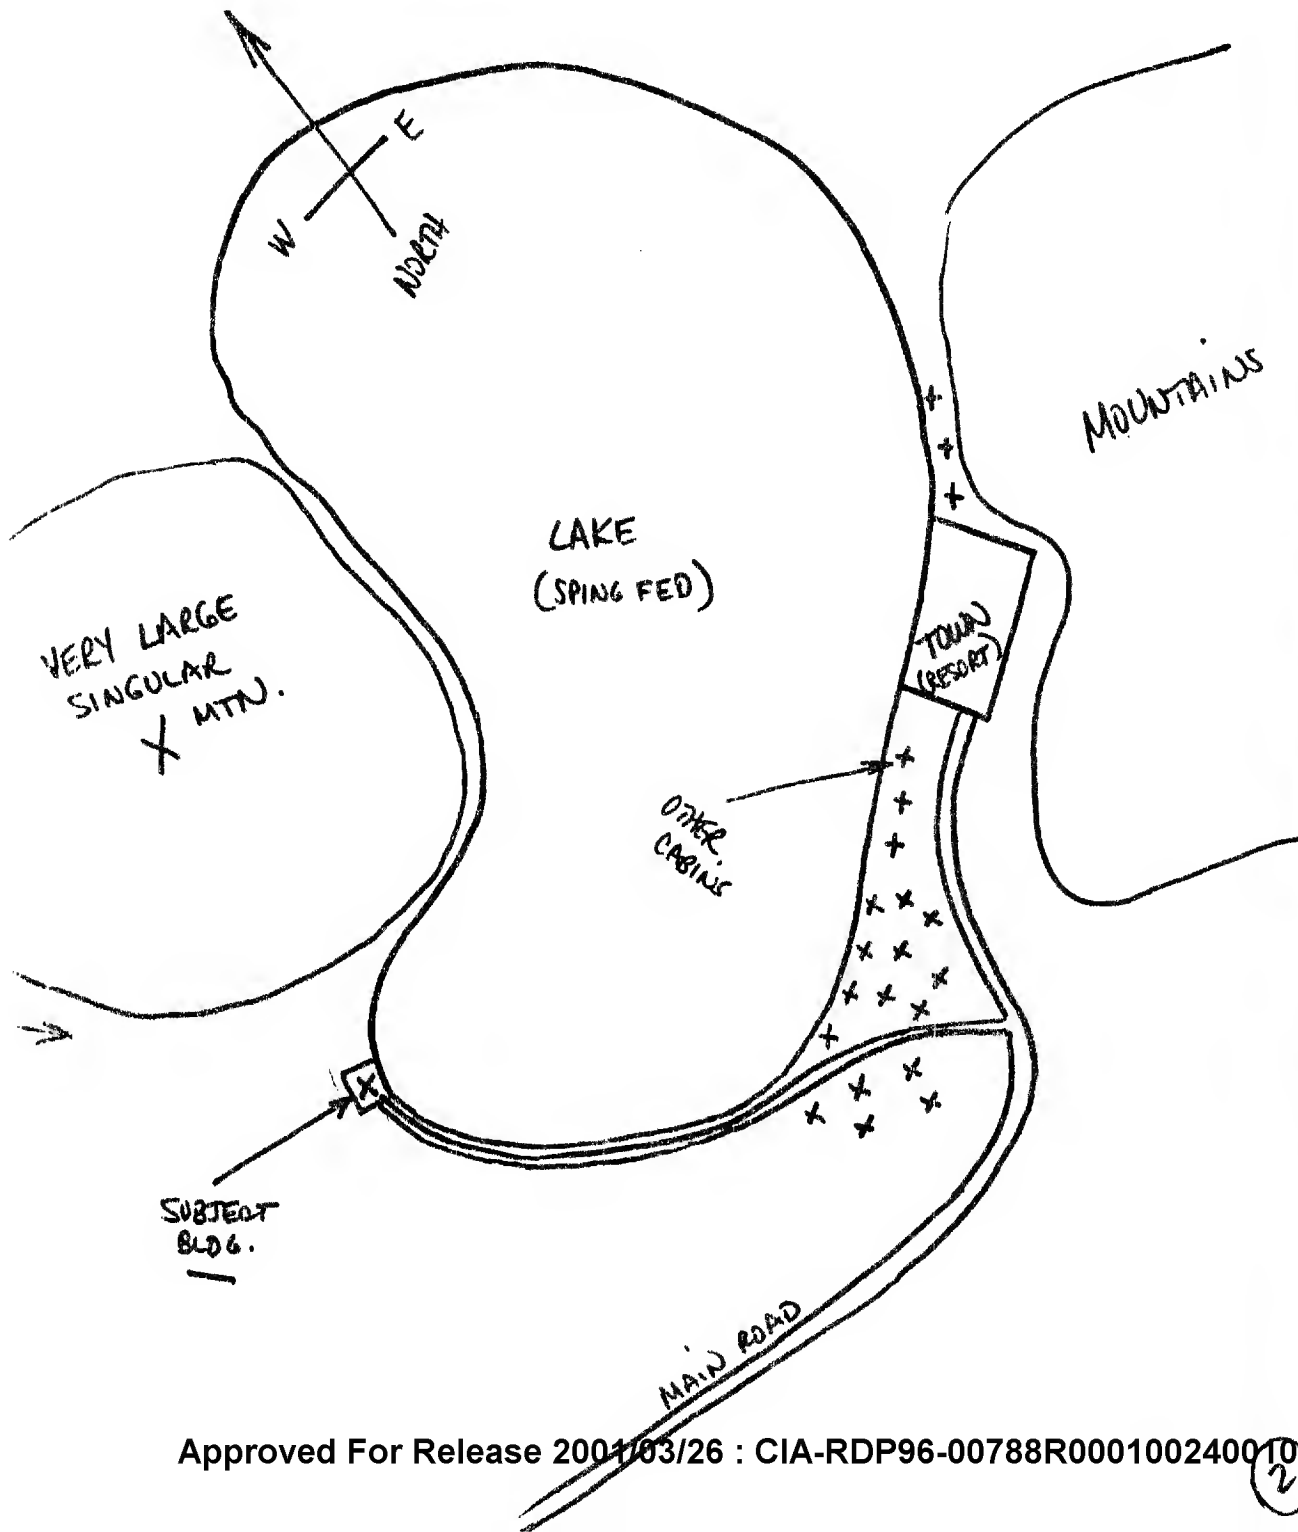 E
W
NORTH
MOUNTAINS
LAKE
(SPING FED)
VERY LARGE
SINGULAR
X MTN.
TOWN
(RESORT)
OTHER
CABINS
SUBJECT
BLDG.
MAIN ROAD
Approved For Release 2001/03/26 : CIA-RDP96-00788R000100240010
2